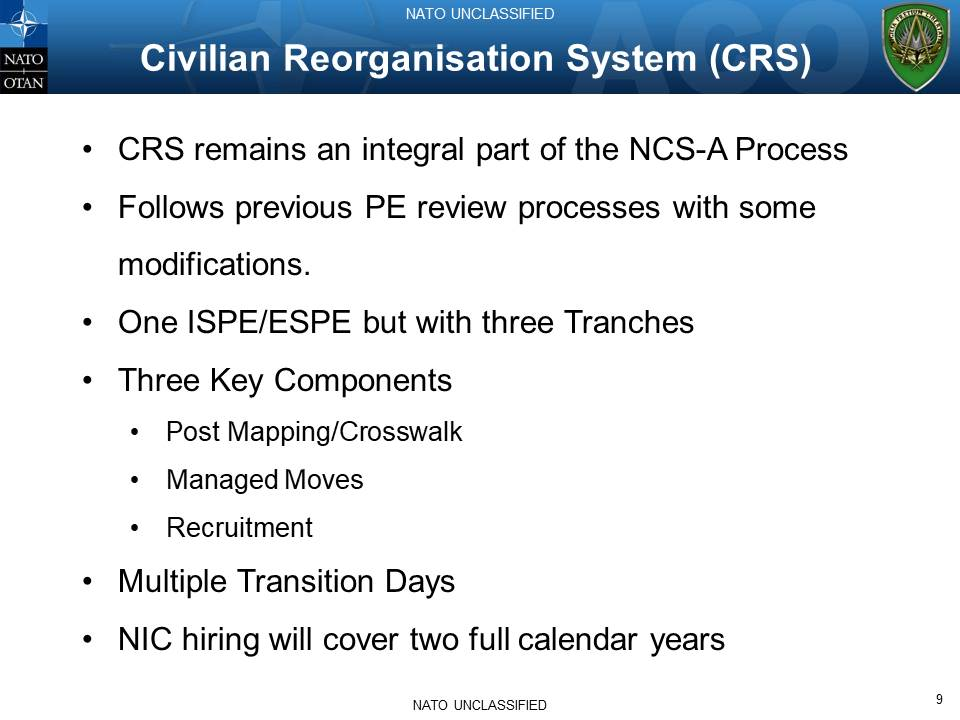 NATO UNCLASSIFIED
Civilian Reorganisation System (CRS)
NATO
OTAN
ACO
• CRS remains an integral part of the NCS-A Process
• Follows previous PE review processes with some
modifications.
• One ISPE/ESPE but with three Tranches
• Three Key Components
• Post Mapping/Crosswalk
• Managed Moves
• Recruitment
• Multiple Transition Days
• NIC hiring will cover two full calendar years
NATO UNCLASSIFIED
9